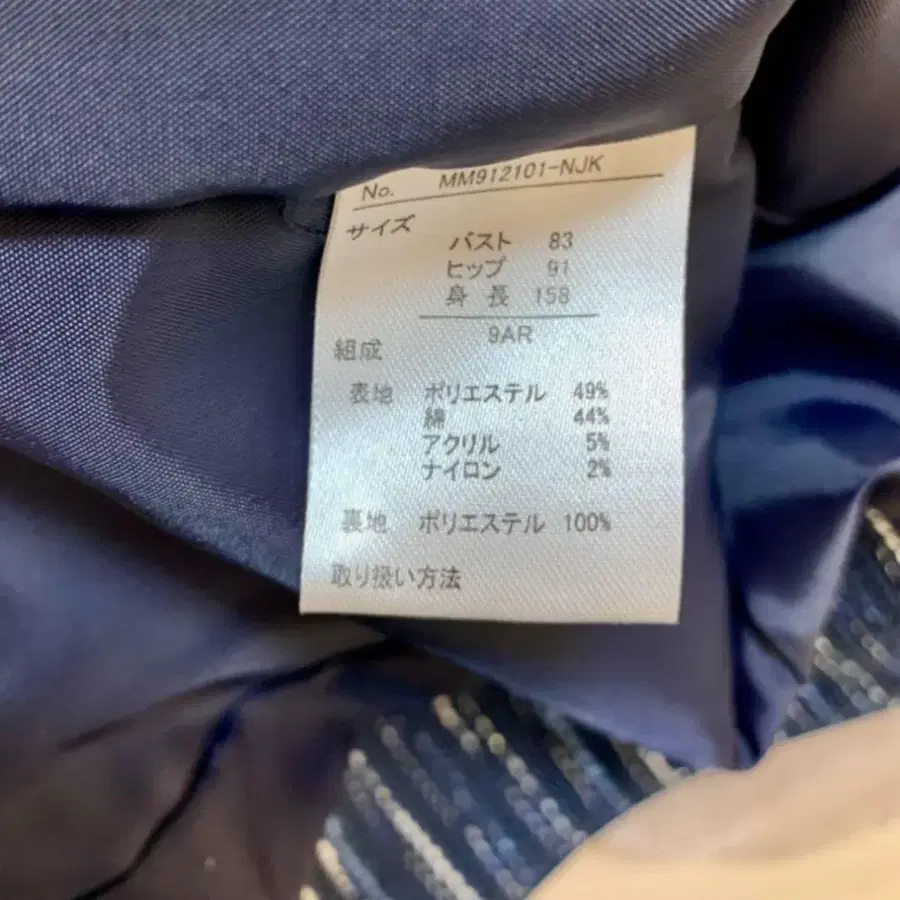 No. MM912101-NJK
サイズ
バスト 83
ヒップ 91
身長 158
9AR
組成
表地 ポリエステル 49%
綿 44%
アクリル 5%
ナイロン 2%
裏地 ポリエステル 100%
取り扱い方法